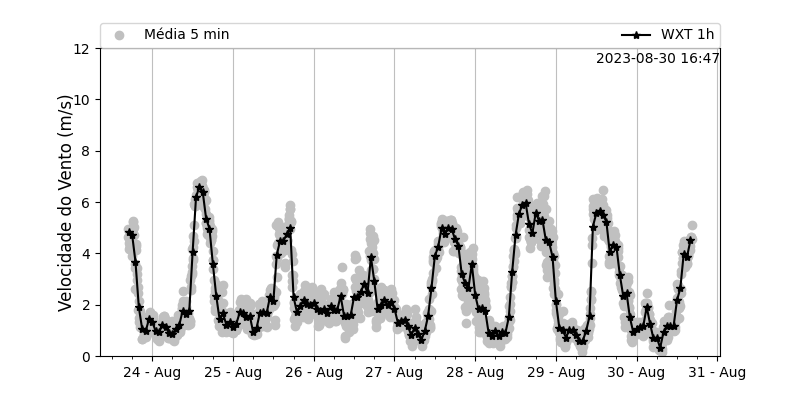 Média 5 min
WXT 1h
2023-08-30 16:47
Velocidade do Vento (m/s)
12
10
8
6
4
2
0
24 - Aug 25 - Aug 26 - Aug 27 - Aug 28 - Aug 29 - Aug 30 - Aug 31 - Aug